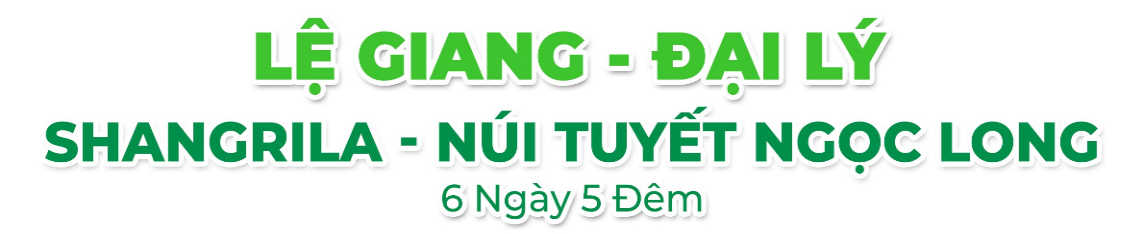 LỆ GIANG - ĐẠI LÝ
SHANGRILA - NÚI TUYẾT NGỌC LONG
6 Ngày 5 Đêm